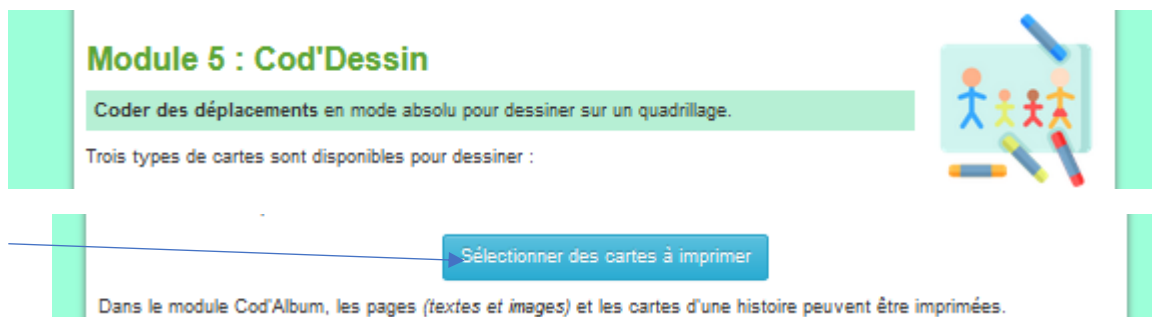 Module 5 : Cod'Dessin
Coder des déplacements en mode absolu pour dessiner sur un quadrillage.
Trois types de cartes sont disponibles pour dessiner :
Sélectionner des cartes à imprimer
Dans le module Cod'Album, les pages (textes et images) et les cartes d'une histoire peuvent être imprimées.